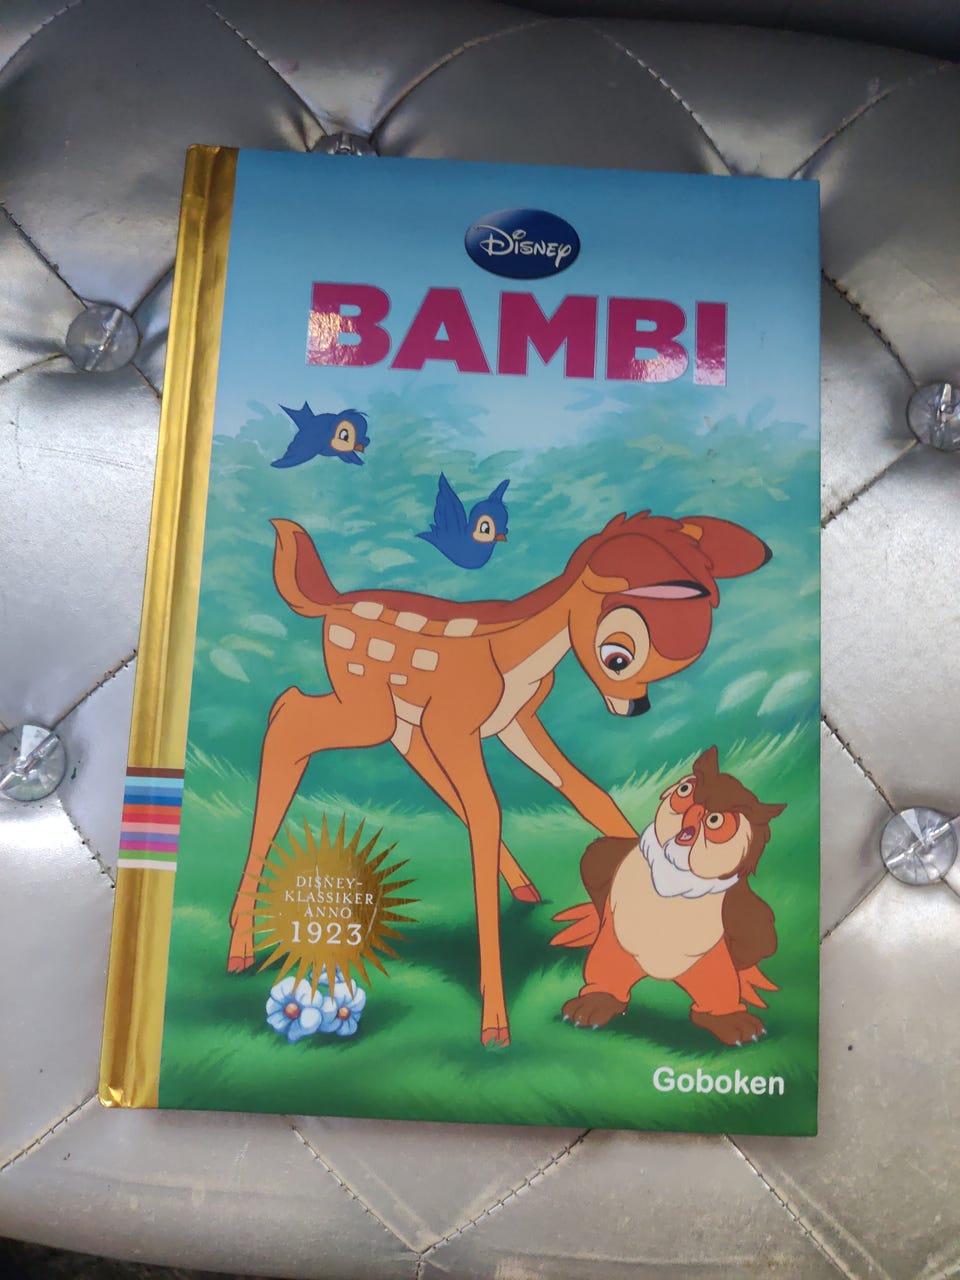 Disney
BAMBI
DISNEY-
KLASSIKER
ANNO
1923
Goboken